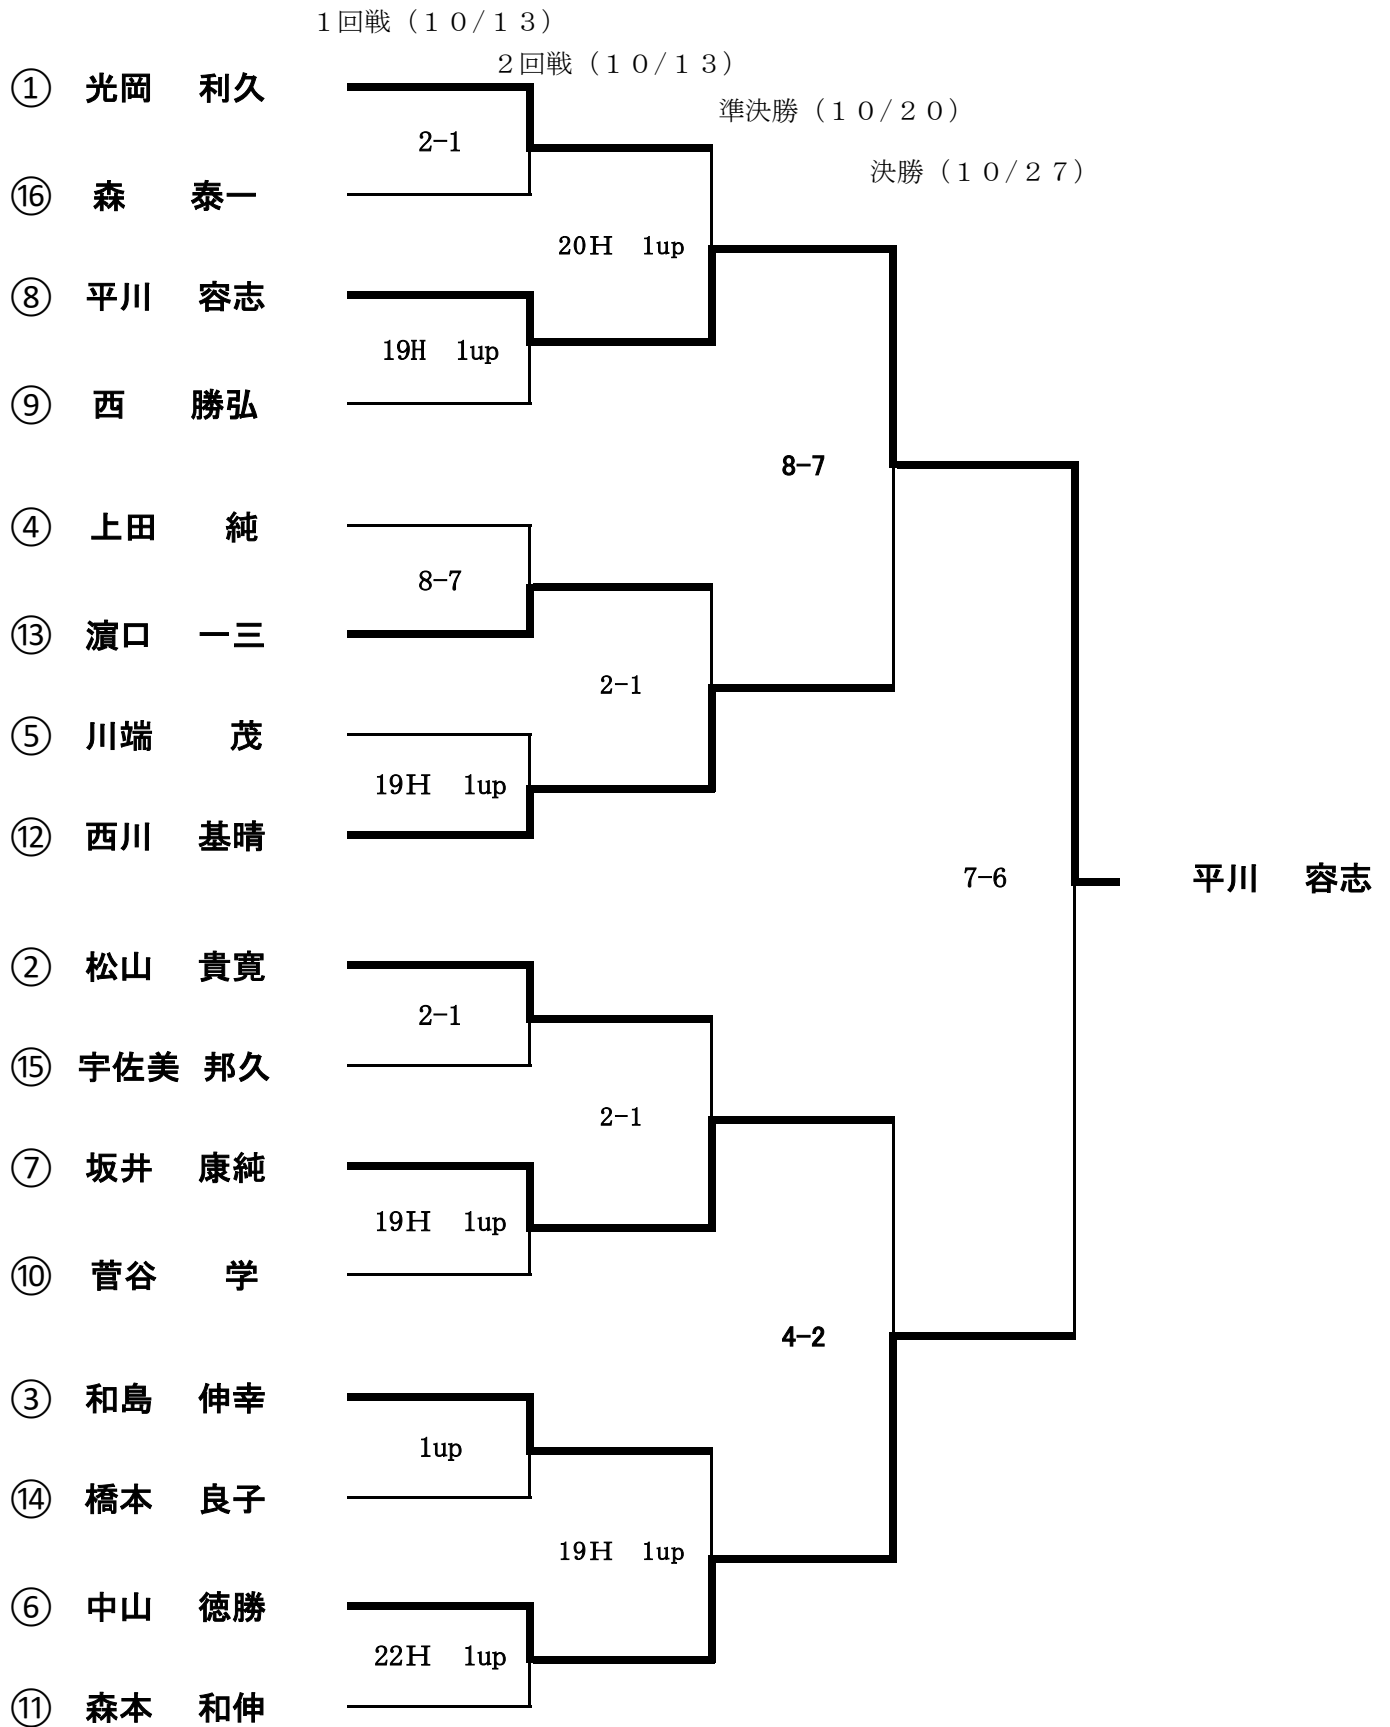 １回戦（１０/１３）
２回戦（１０/１３）
① 光岡 利久
準決勝（１０/２０）
2-1
決勝（１０/２７）
⑯ 森 泰一
20H 1up
⑧ 平川 容志
19H 1up
⑨ 西 勝弘
8-7
④ 上田 純
8-7
⑬ 濵口 一三
2-1
⑤ 川端 茂
19H 1up
⑫ 西川 基晴
7-6 平川 容志
② 松山 貴寛
2-1
⑮ 宇佐美 邦久
2-1
⑦ 坂井 康純
19H 1up
⑩ 菅谷 学
4-2
③ 和島 伸幸
1up
⑭ 橋本 良子
19H 1up
⑥ 中山 徳勝
22H 1up
⑪ 森本 和伸